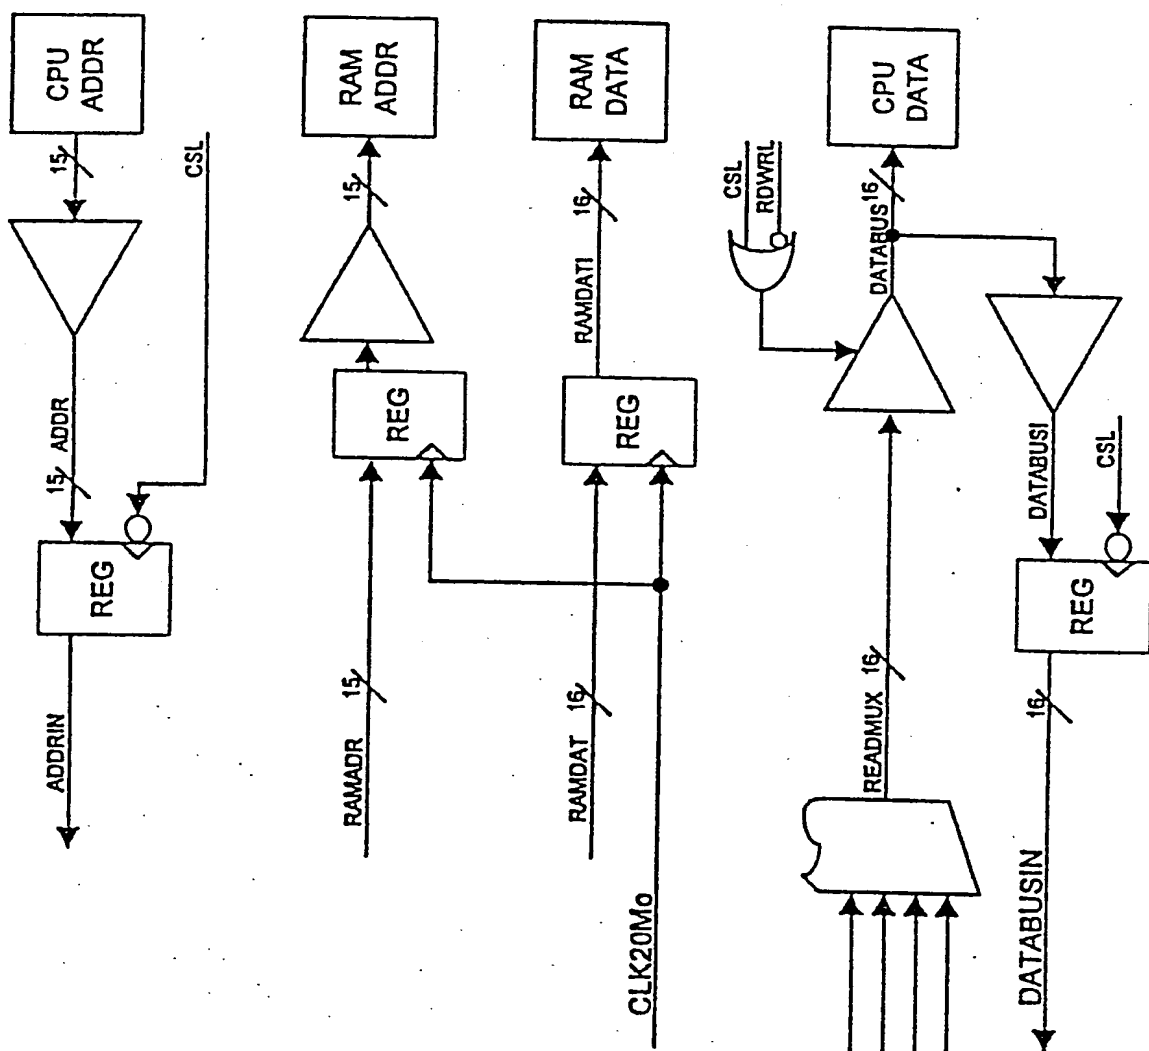 CPU
ADDR
15
ADDR
15
REG
CSL
ADDRIN
RAM
ADDR
15
REG
15
RAMADR
RAM
DATA
16
RAMDATI
REG
RAMDAT 16
CLK20Mo
CPU
DATA
CSL
RDWRL
DATABUS 16
READMUX 16
DATABUSI
CSL
REG
16
DATABUSIN